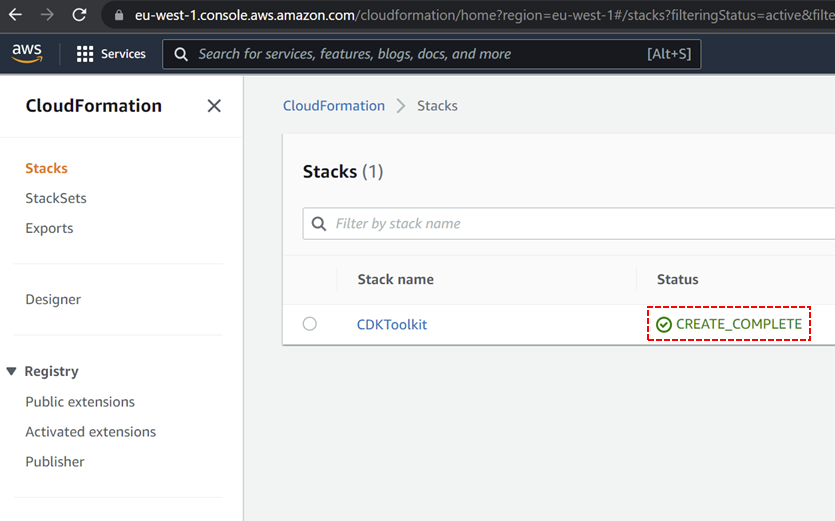 eu-west-1.console.aws.amazon.com/cloudformation/home?region=eu-west-1#/stacks?filteringStatus=active&filte
aws
Services
Search for services, features, blogs, docs, and more
[Alt+S]
CloudFormation
Stacks
StackSets
Exports
Designer
Registry
Public extensions
Activated extensions
Publisher
CloudFormation > Stacks
Stacks (1)
Filter by stack name
Stack name Status
CDKToolkit CREATE_COMPLETE